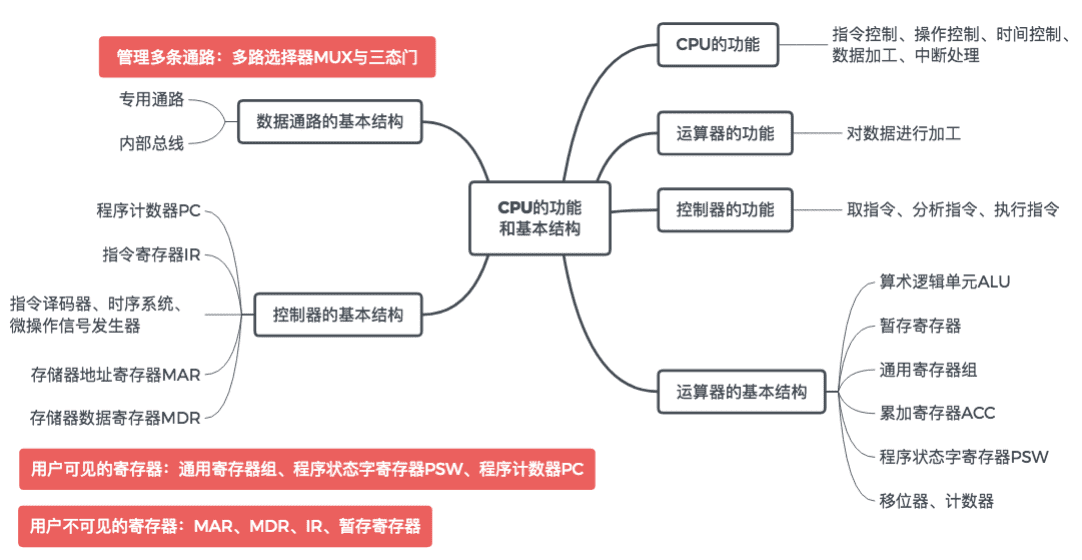 管理多条通路：多路选择器MUX与三态门
专用通路
内部总线
数据通路的基本结构
程序计数器PC
指令寄存器IR
指令译码器、时序系统、
微操作信号发生器
存储器地址寄存器MAR
存储器数据寄存器MDR
控制器的基本结构
用户可见的寄存器：通用寄存器组、程序状态字寄存器PSW、程序计数器PC
用户不可见的寄存器：MAR、MDR、IR、暂存寄存器
CPU的功能
和基本结构
CPU的功能
指令控制、操作控制、时间控制、
数据加工、中断处理
运算器的功能
对数据进行加工
控制器的功能
取指令、分析指令、执行指令
运算器的基本结构
算术逻辑单元ALU
暂存寄存器
通用寄存器组
累加寄存器ACC
程序状态字寄存器PSW
移位器、计数器